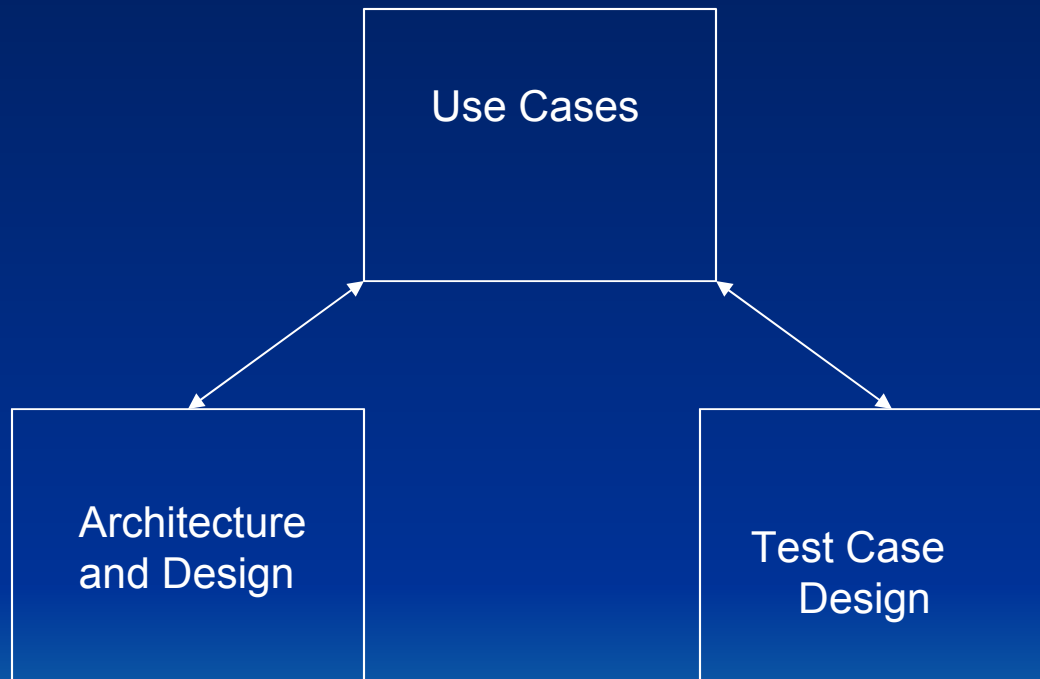 Use Cases
Architecture
and Design
Test Case
Design